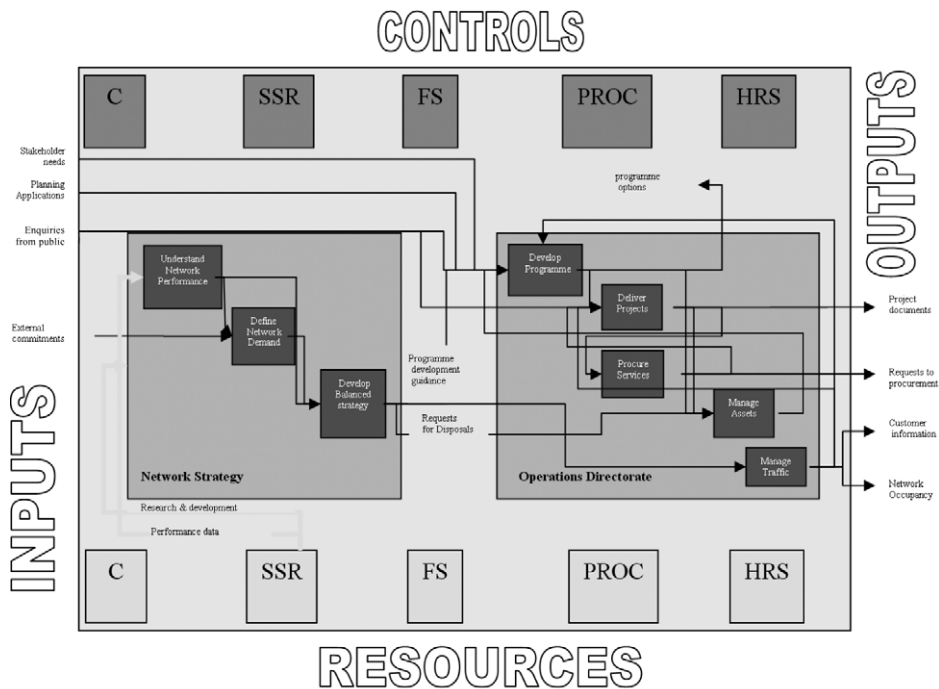 CONTROLS
C
SSR
FS
PROC
HRS
Stakeholder
needs
Planning
Applications
Enquiries
from public
External
commitments
INPUTS
OUTPUTS
programme
options
Understand
Network
Performance
Define
Network
Demand
Develop
Balanced
strategy
Network Strategy
Programme
development
guidance
Requests
for Disposals
Develop
Programme
Deliver
Projects
Procure
Services
Manage
Assets
Manage
Traffic
Operations Directorate
Project
documents
Requests to
procurement
Customer
information
Network
Occupancy
Research & development
Performance data
C
SSR
FS
PROC
HRS
RESOURCES